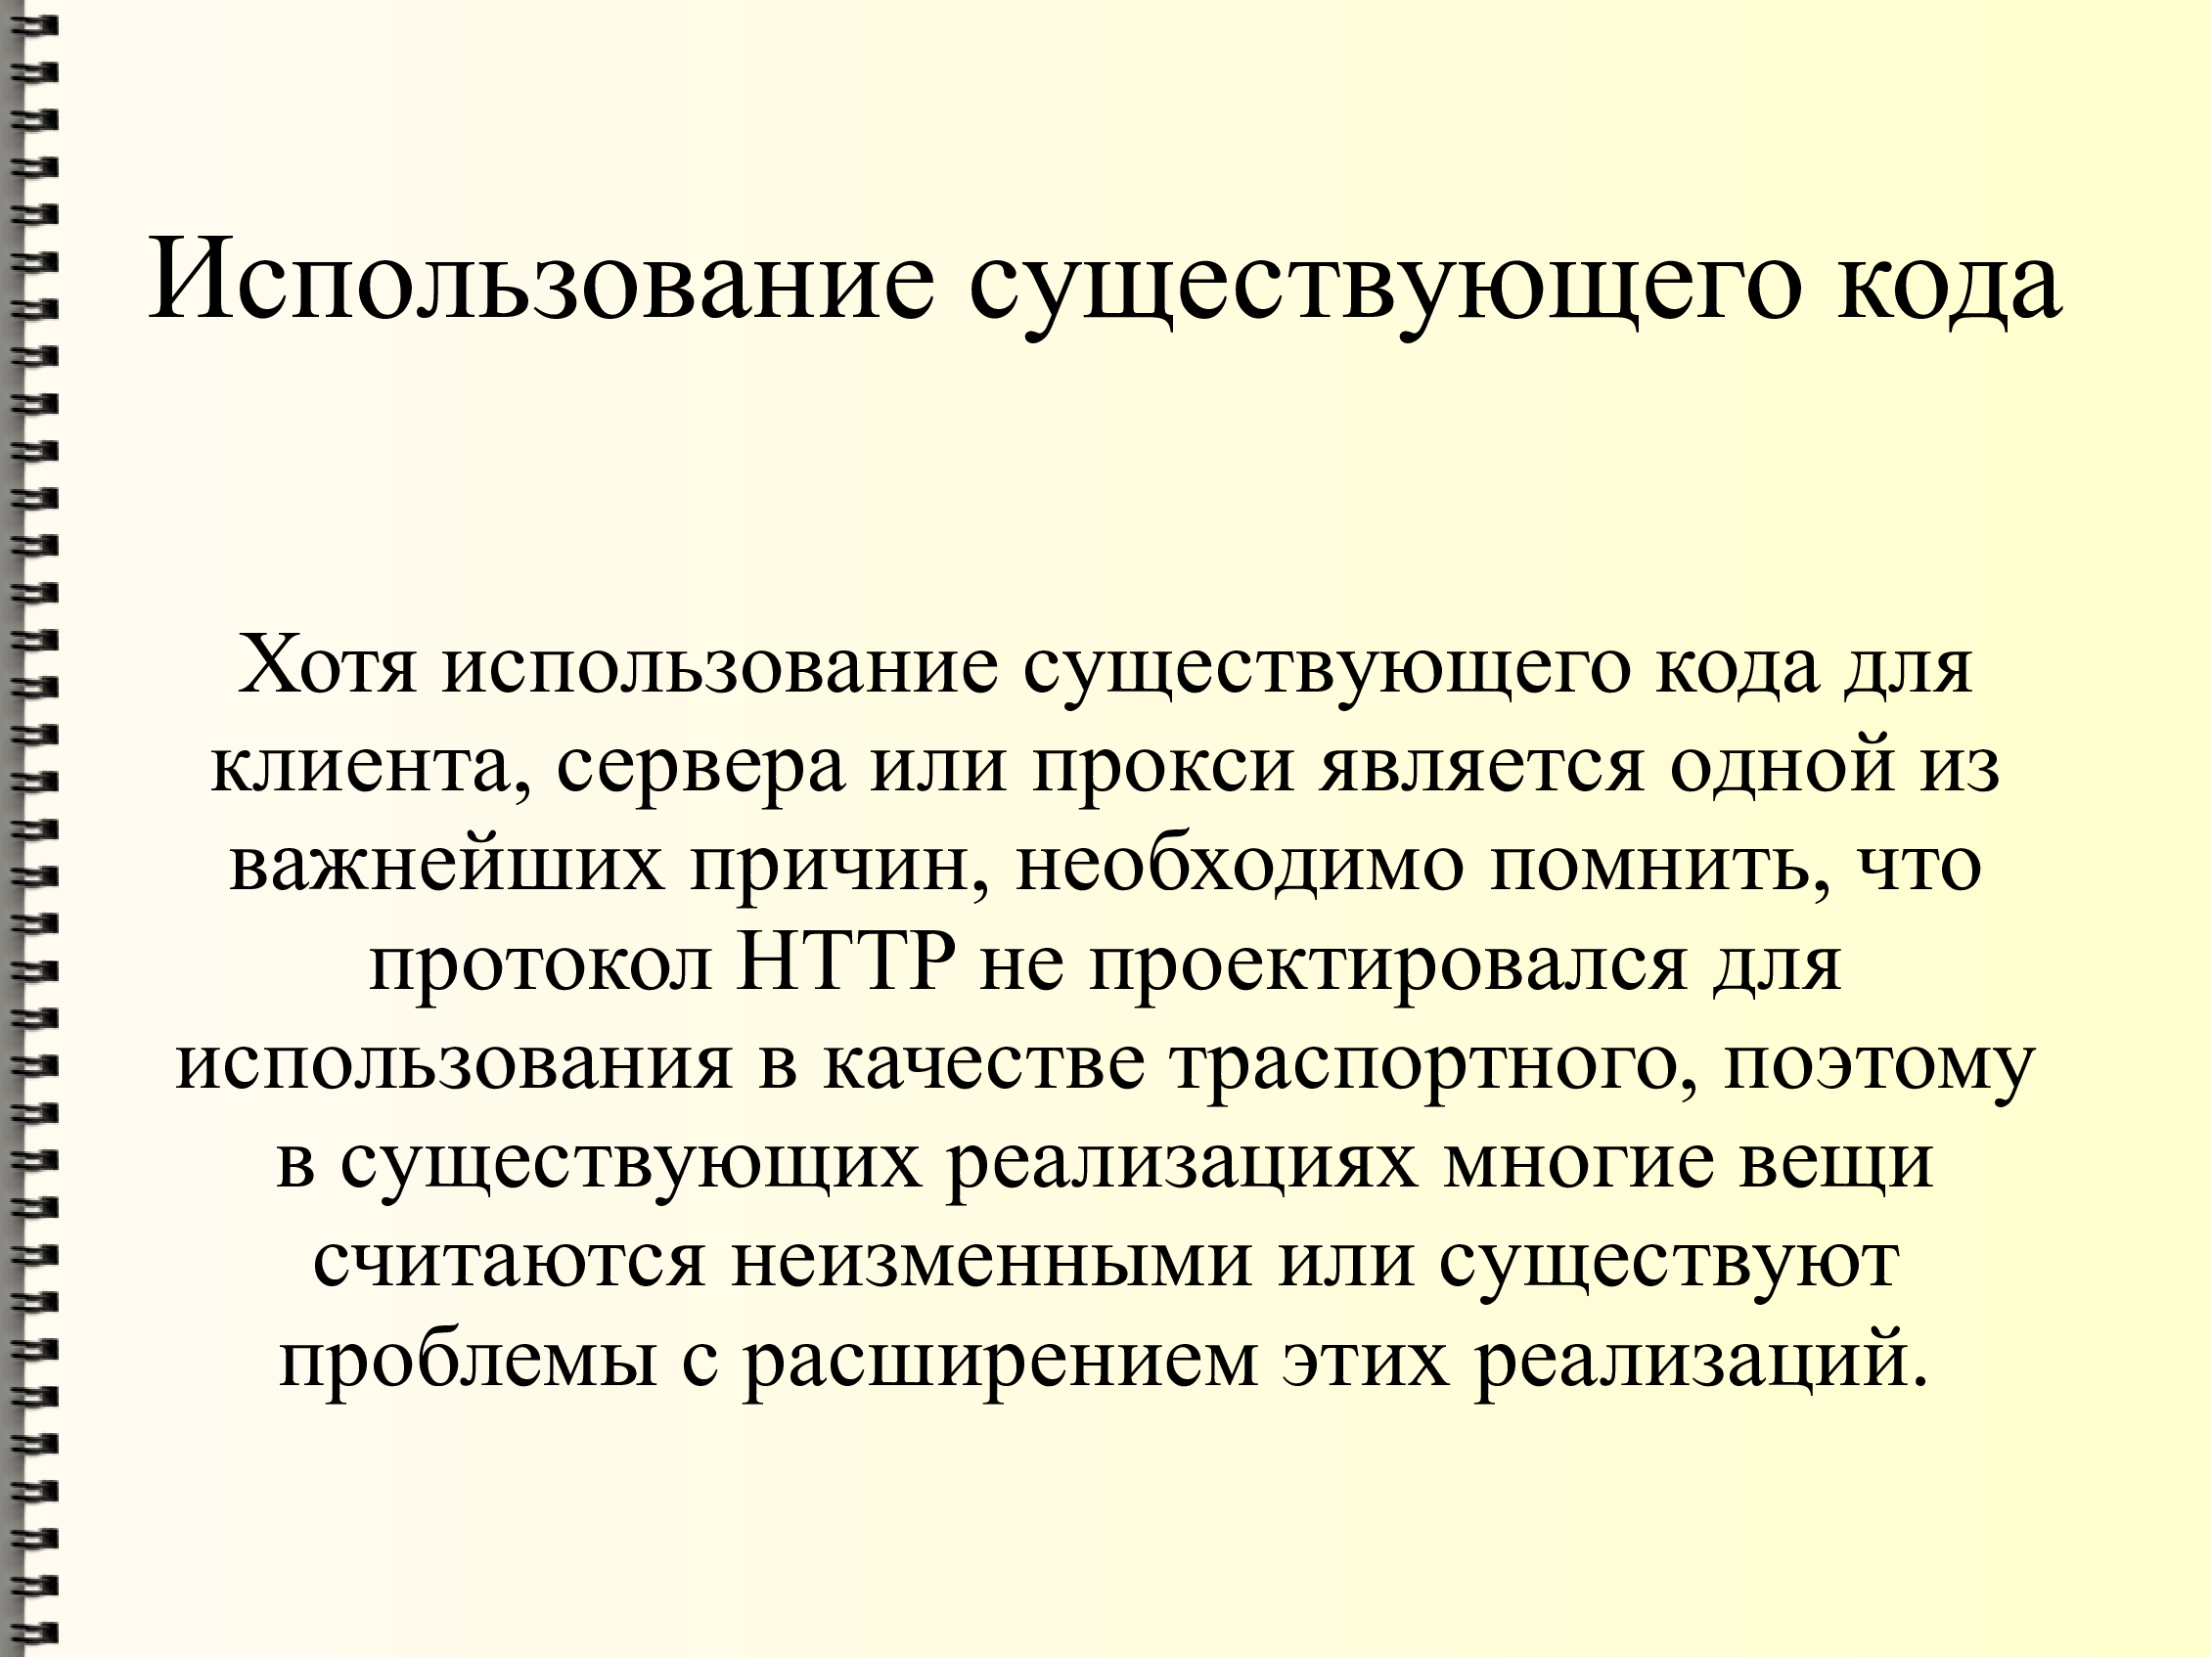 Использование существующего кода
Хотя использование существующего кода для
клиента, сервера или прокси является одной из
важнейших причин, необходимо помнить, что
протокол HTTP не проектировался для
использования в качестве траспортного, поэтому
в существующих реализациях многие вещи
считаются неизменными или существуют
проблемы с расширением этих реализаций.